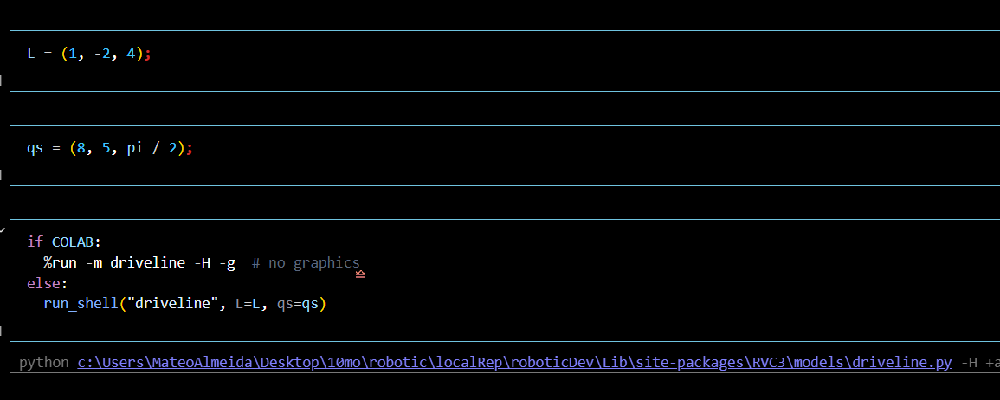 L = (1, -2, 4);
qs = (8, 5, pi / 2);
if COLAB:
  %run -m driveline -H -g  # no graphics
else:
  run_shell("driveline", L=L, qs=qs)
python c:\Users\MateoAlmeida\Desktop\10mo\robotic\localRep\roboticDev\Lib\site-packages\RVC3\models\driveline.py -H +a